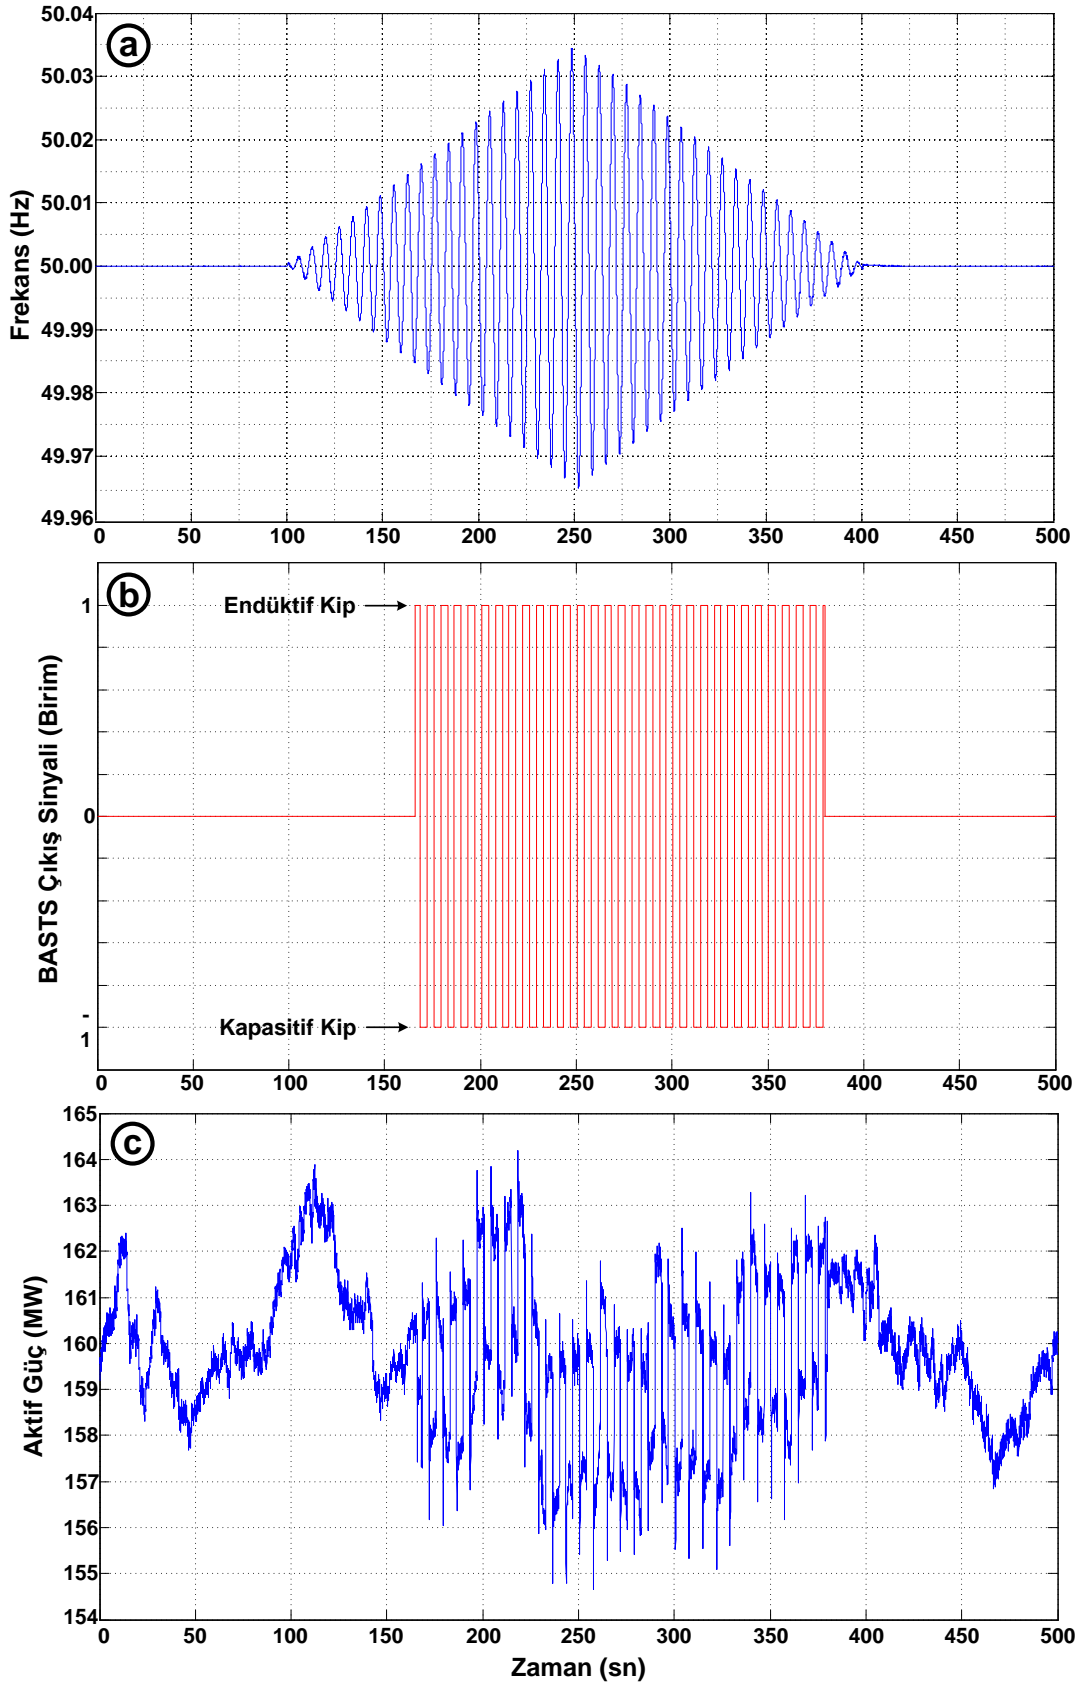 a
50.04
50.03
50.02
50.01
50.00
49.99
49.98
49.97
49.96
Frekans (Hz)
0 50 100 150 200 250 300 350 400 450 500
b
1
0
-
1
BASTS Çıkış Sinyali (Birim)
Endüktif Kip
Kapasitif Kip
0 50 100 150 200 250 300 350 400 450 500
c
165
164
163
162
161
160
159
158
157
156
155
154
Aktif Güç (MW)
0 50 100 150 200 250 300 350 400 450 500
Zaman (sn)